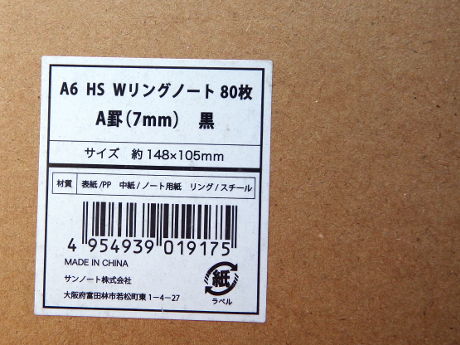 A6 HS Wリングノート 80枚
A罫(7mm) 黒
サイズ 約148×105mm
材質 表紙/PP 中紙/ノート用紙 リング/スチール
4 954939 019175
MADE IN CHINA
サンノート株式会社
大阪府富田林市若松町東1-4-27
紙
ラベル